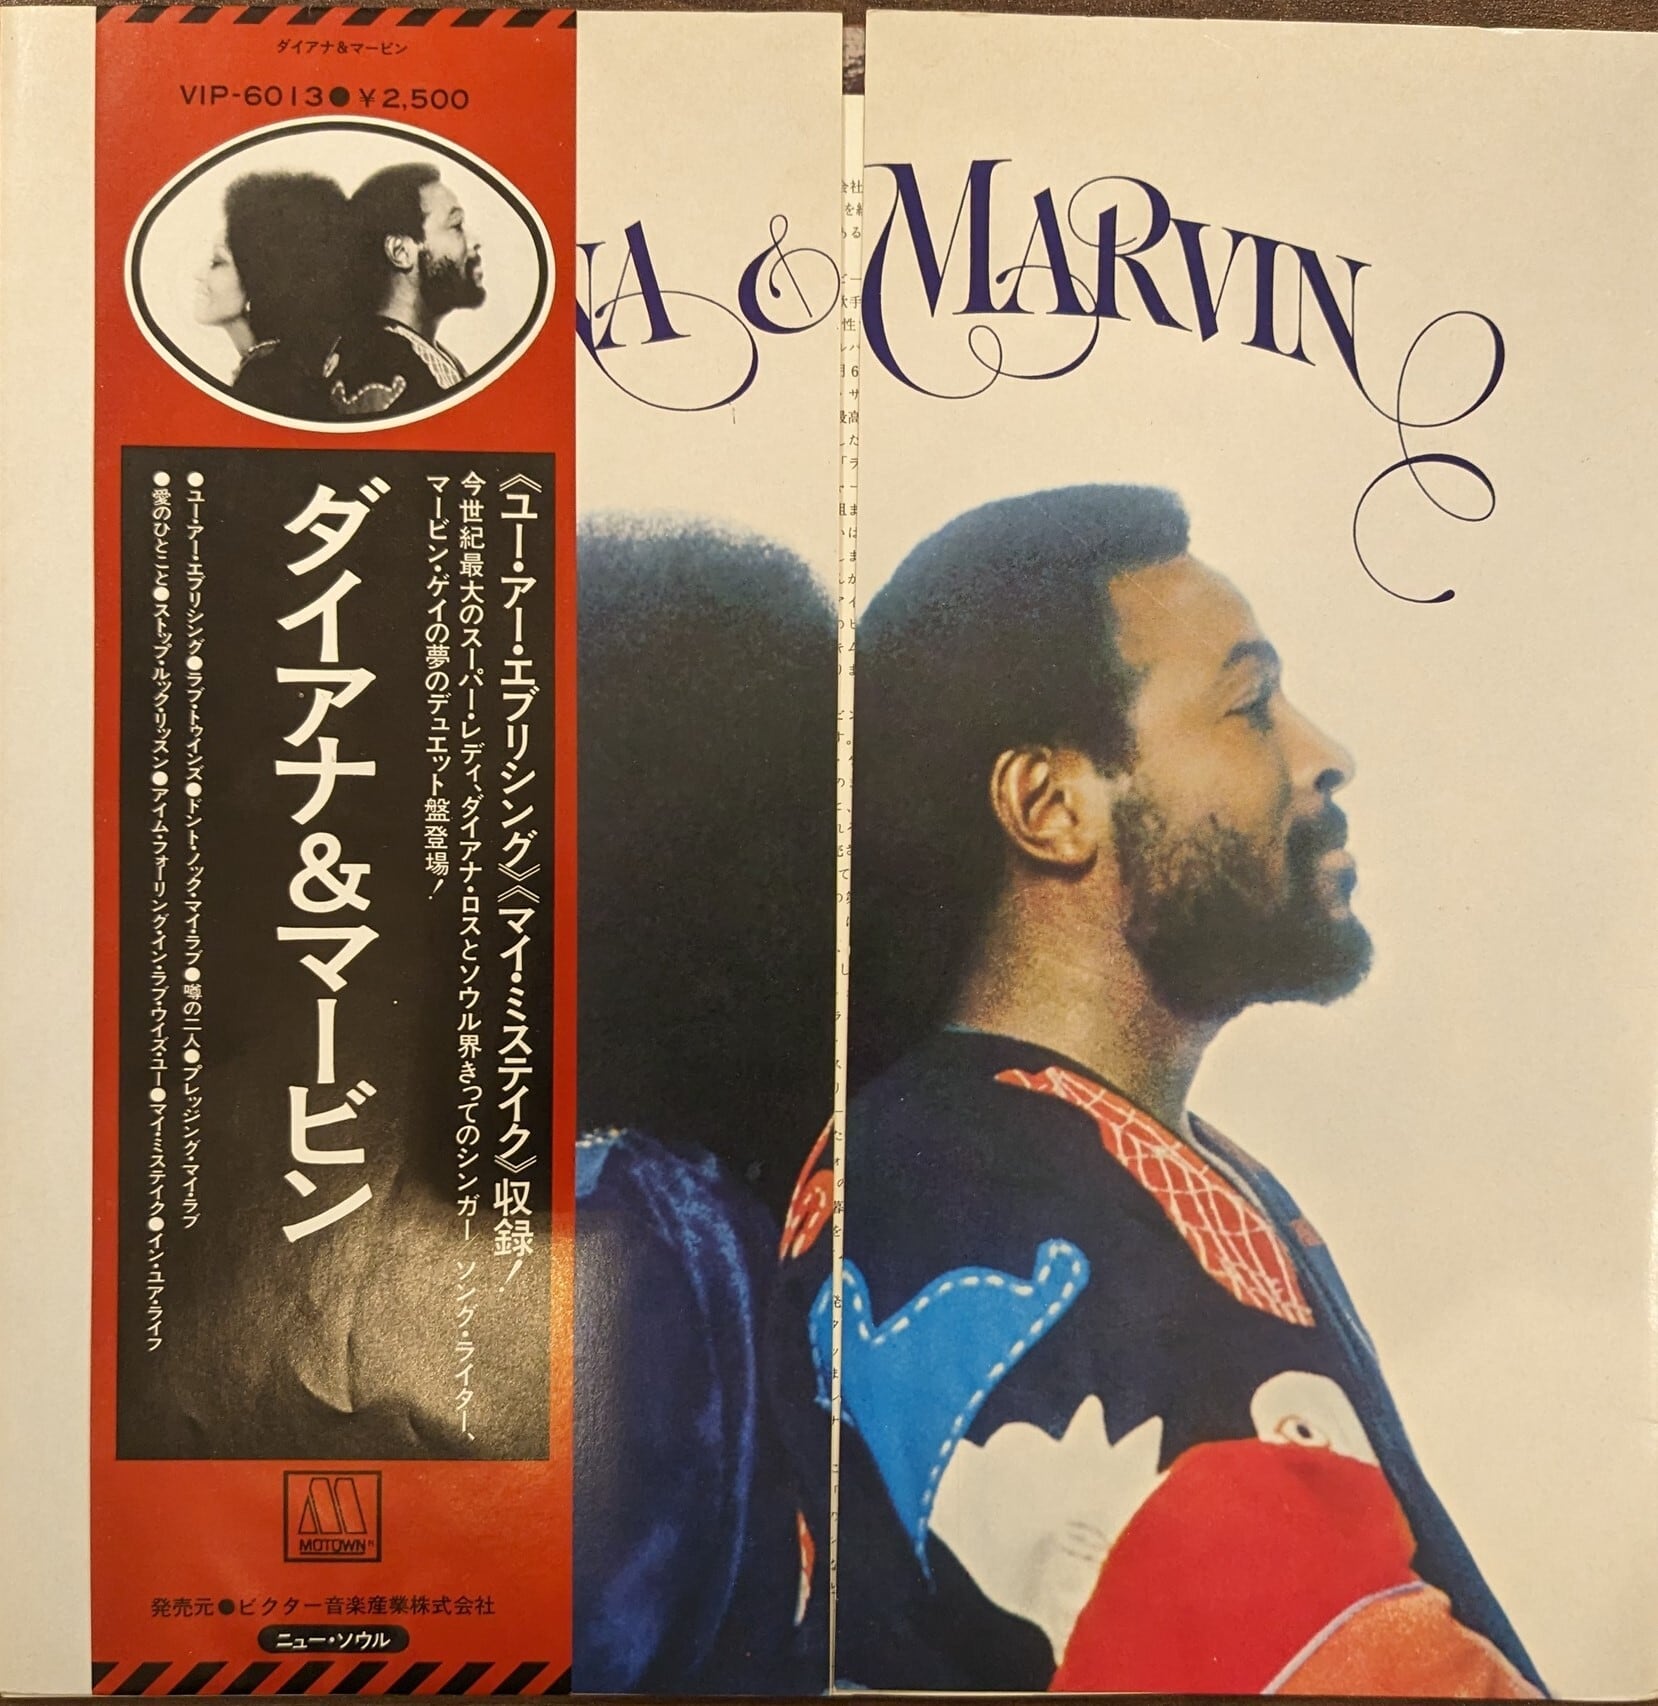 ダイアナ&マービン
VIP-6013●¥2,500
NA & MARVIN
《ユー・アー・エブリシング》《マイ・ミステイク》収録!
今世紀最大のスーパー・レディ、ダイアナ・ロスとソウル界きってのシンガー/ソング・ライター、
マービン・ゲイの夢のデュエット盤登場!
ダイアナ&マービン
●ユー・アー・エブリシング●ラブ・トゥインズ●ドント・ノック・マイ・ラブ●噂の二人●プレッジング・マイ・ラブ
●愛のひとこと●ストップ・ルック・リッスン●アイム・フォーリング・イン・ラブ・ウイズ・ユー●マイ・ミステイク●イン・ユア・ライフ
MOTOWN
発売元●ビクター音楽産業株式会社
ニュー・ソウル